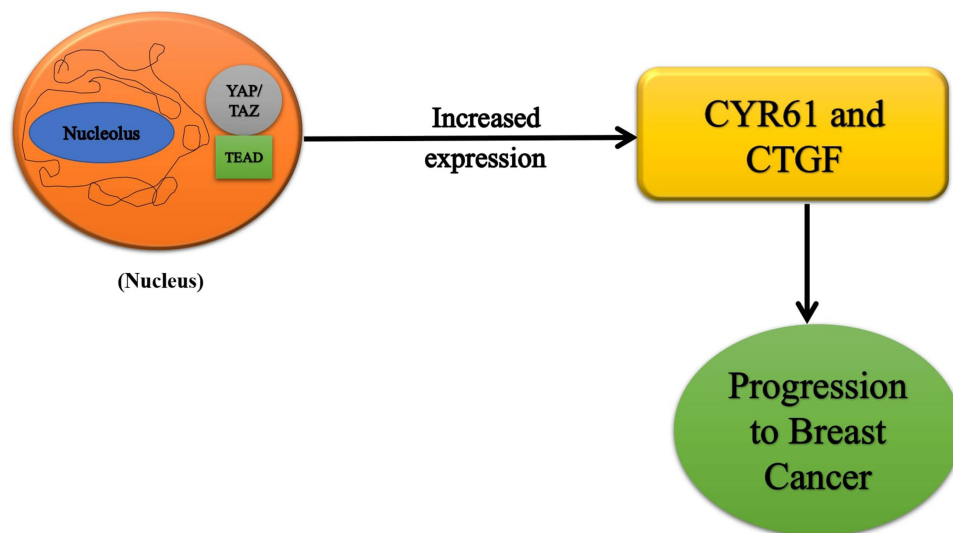 YAP/
TAZ
Nucleolus
TEAD
(Nucleus)
Increased
expression
CYR61 and
CTGF
Progression
to Breast
Cancer